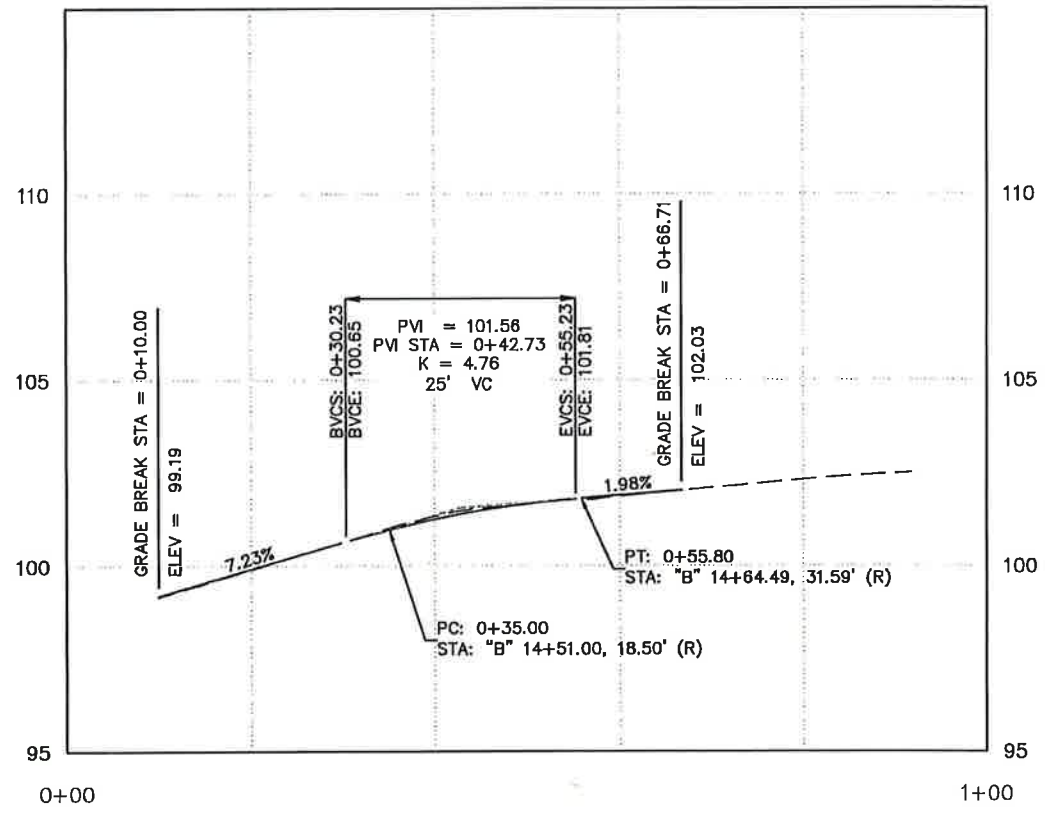 110
105
100
95
0+00
GRADE BREAK STA = 0+10.00
ELEV = 99.19
7.23%
BVCS: 0+30.23
BVCE: 100.65
PVI = 101.56
PVI STA = 0+42.73
K = 4.76
25' VC
EVCS: 0+55.23
EVCE: 101.81
GRADE BREAK STA = 0+66.71
ELEV = 102.03
1.98%
PC: 0+35.00
STA: "B" 14+51.00, 18.50' (R)
PT: 0+55.80
STA: "B" 14+64.49, 31.59' (R)
110
105
100
95
1+00